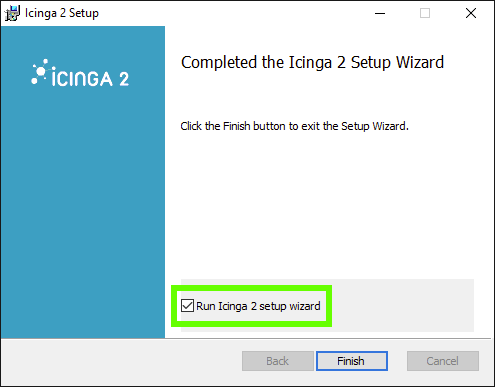 Icinga 2 Setup
iCINGA 2
Completed the Icinga 2 Setup Wizard
Click the Finish button to exit the Setup Wizard.
Run Icinga 2 setup wizard
Back
Finish
Cancel